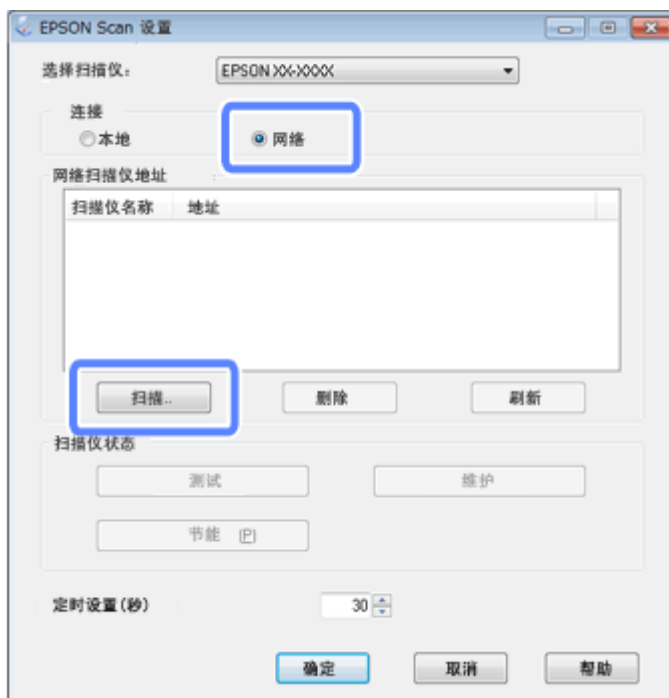 EPSON Scan 设置
选择扫描仪： EPSON XX-XXXX
连接
本地 网络
网络扫描仪地址
扫描仪名称 地址
扫描.. 删除 刷新
扫描仪状态
测试 维护
节能 (P)
定时设置(秒) 30
确定 取消 帮助